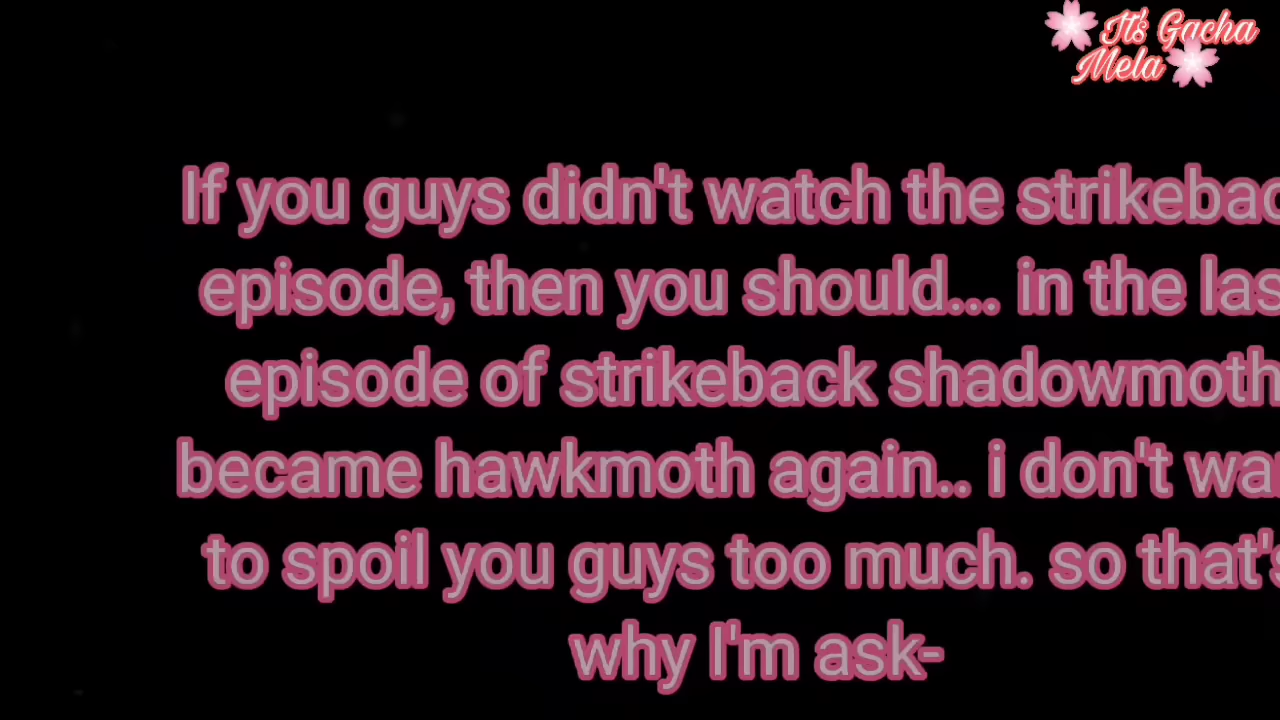 It's Gacha
Mela
If you guys didn't watch the strikebac
episode, then you should... in the las
episode of strikeback shadowmoth
became hawkmoth again.. i don't wa
to spoil you guys too much. so that's
why I'm ask-